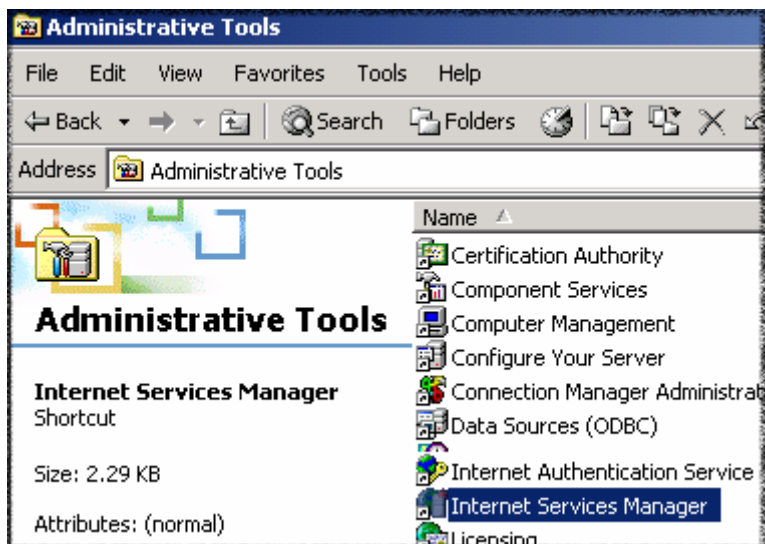 Administrative Tools
File Edit View Favorites Tools Help
Back Search Folders
Address Administrative Tools
Administrative Tools
Internet Services Manager
Shortcut
Size: 2.29 KB
Attributes: (normal)
Name
Certification Authority
Component Services
Computer Management
Configure Your Server
Connection Manager Administrat
Data Sources (ODBC)
Internet Authentication Service
Internet Services Manager
Licensing